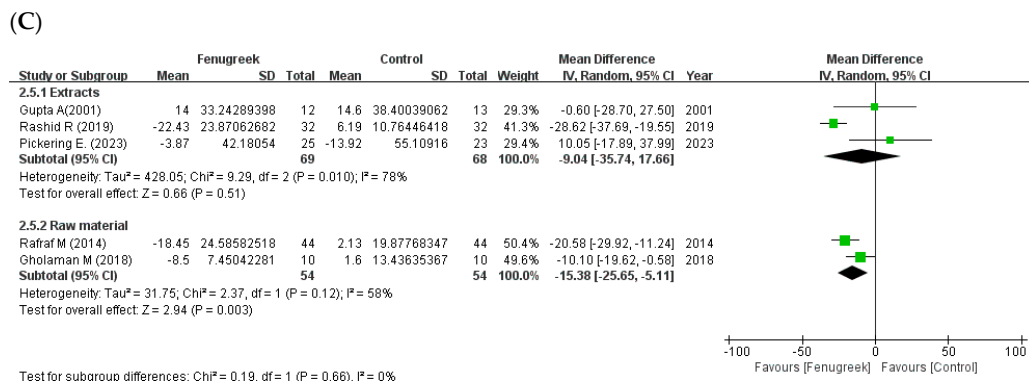 (C)
Fenugreek Control Mean Difference Mean Difference
Study or Subgroup Mean SD Total Mean SD Total Weight IV, Random, 95% CI Year IV, Random, 95% CI
2.5.1 Extracts
Gupta A(2001) 14 33.24289398 12 14.6 38.40039062 13 29.3% -0.60 [-28.70, 27.50] 2001
Rashid R (2019) -22.43 23.87062682 32 6.19 10.76446418 32 41.3% -28.62 [-37.69, -19.55] 2019
Pickering E. (2023) -3.87 42.18054 25 -13.92 55.10916 23 29.4% 10.05 [-17.89, 37.99] 2023
Subtotal (95% CI) 69 68 100.0% -9.04 [-35.74, 17.66]
Heterogeneity: Tau² = 428.05; Chi² = 9.29, df = 2 (P = 0.010); I² = 78%
Test for overall effect: Z = 0.66 (P = 0.51)
2.5.2 Raw material
Rafraf M (2014) -18.45 24.58582518 44 2.13 19.87768347 44 50.4% -20.58 [-29.92, -11.24] 2014
Gholaman M (2018) -8.5 7.45042281 10 1.6 13.43635367 10 49.6% -10.10 [-19.62, -0.58] 2018
Subtotal (95% CI) 54 54 100.0% -15.38 [-25.65, -5.11]
Heterogeneity: Tau² = 31.75; Chi² = 2.37, df = 1 (P = 0.12); I² = 58%
Test for overall effect: Z = 2.94 (P = 0.003)
-100 -50 0 50 100
Favours [Fenugreek] Favours [Control]
Test for subgroup differences: Chi² = 0.19, df = 1 (P = 0.66), I² = 0%